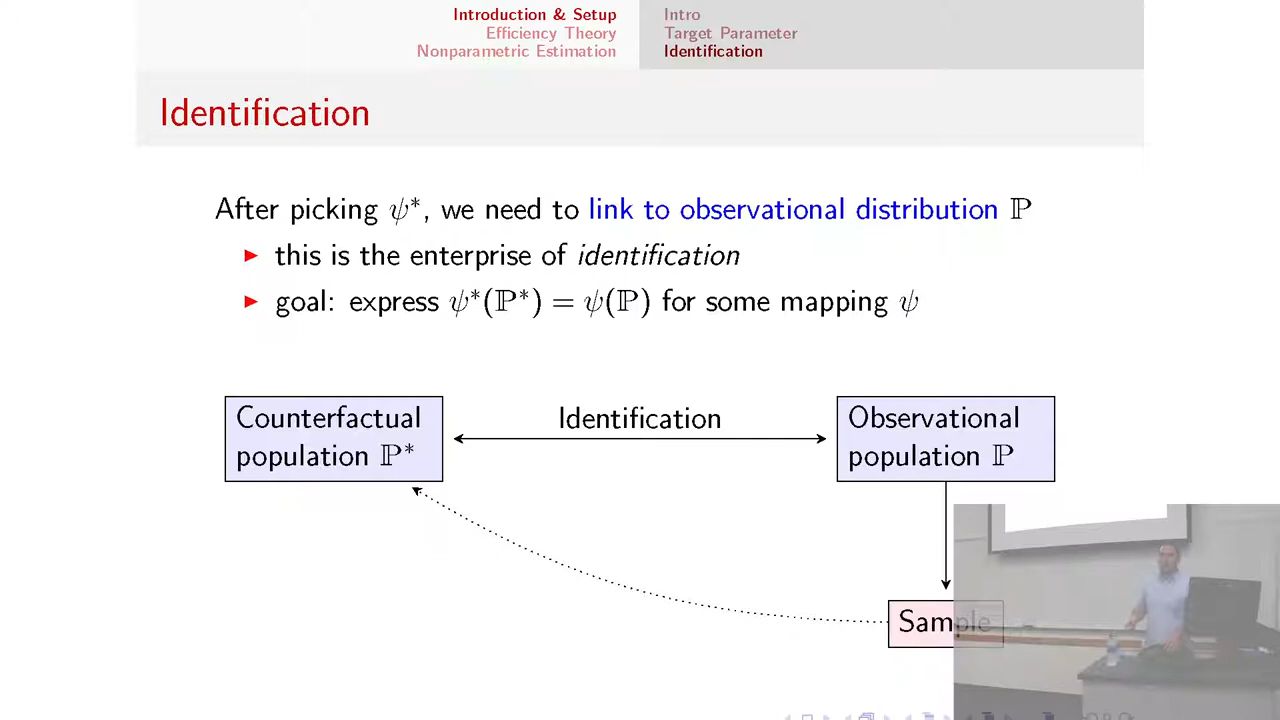 Introduction & Setup
Efficiency Theory
Nonparametric Estimation
Intro
Target Parameter
Identification
Identification
After picking ψ*, we need to link to observational distribution ℙ
▶ this is the enterprise of identification
▶ goal: express ψ*(ℙ*) = ψ(ℙ) for some mapping ψ
Counterfactual
population ℙ*
Identification
Observational
population ℙ
Sample